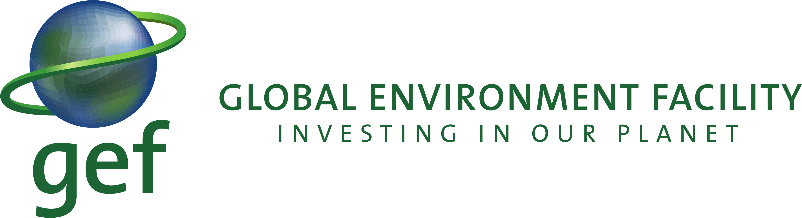 gef
GLOBAL ENVIRONMENT FACILITY
INVESTING IN OUR PLANET